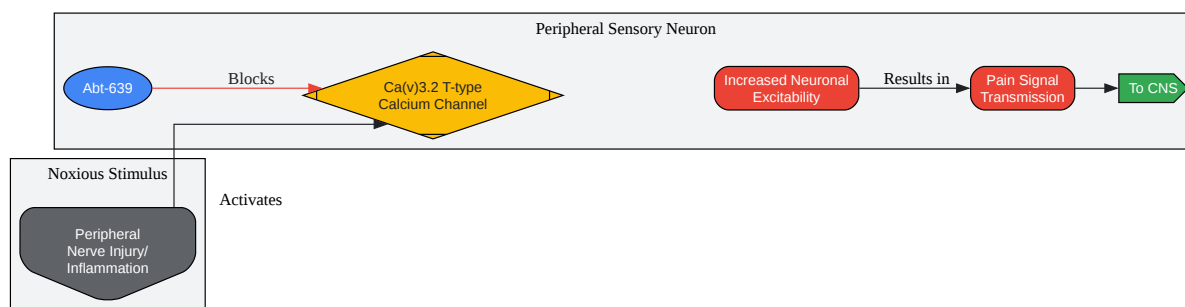 Peripheral Sensory Neuron
Abt-639
Blocks
Ca(v)3.2 T-type
Calcium Channel
Increased Neuronal
Excitability
Results in
Pain Signal
Transmission
To CNS
Noxious Stimulus
Activates
Peripheral
Nerve Injury/
Inflammation